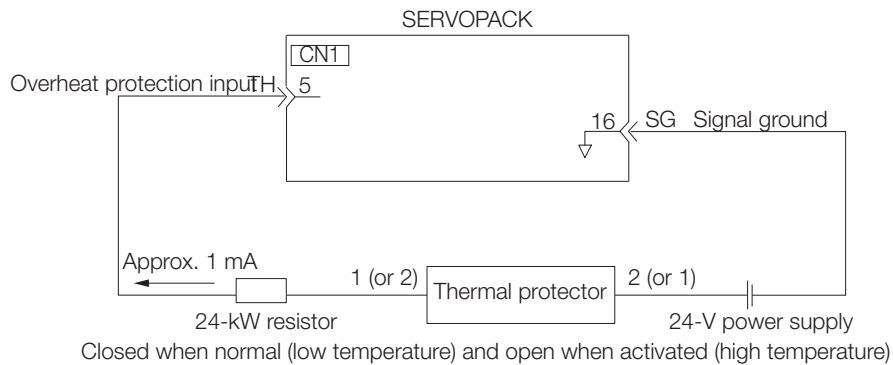 SERVOPACK
CN1
Overheat protection input TH 5
16 SG Signal ground
Approx. 1 mA
1 (or 2) Thermal protector 2 (or 1)
24-kW resistor 24-V power supply
Closed when normal (low temperature) and open when activated (high temperature)